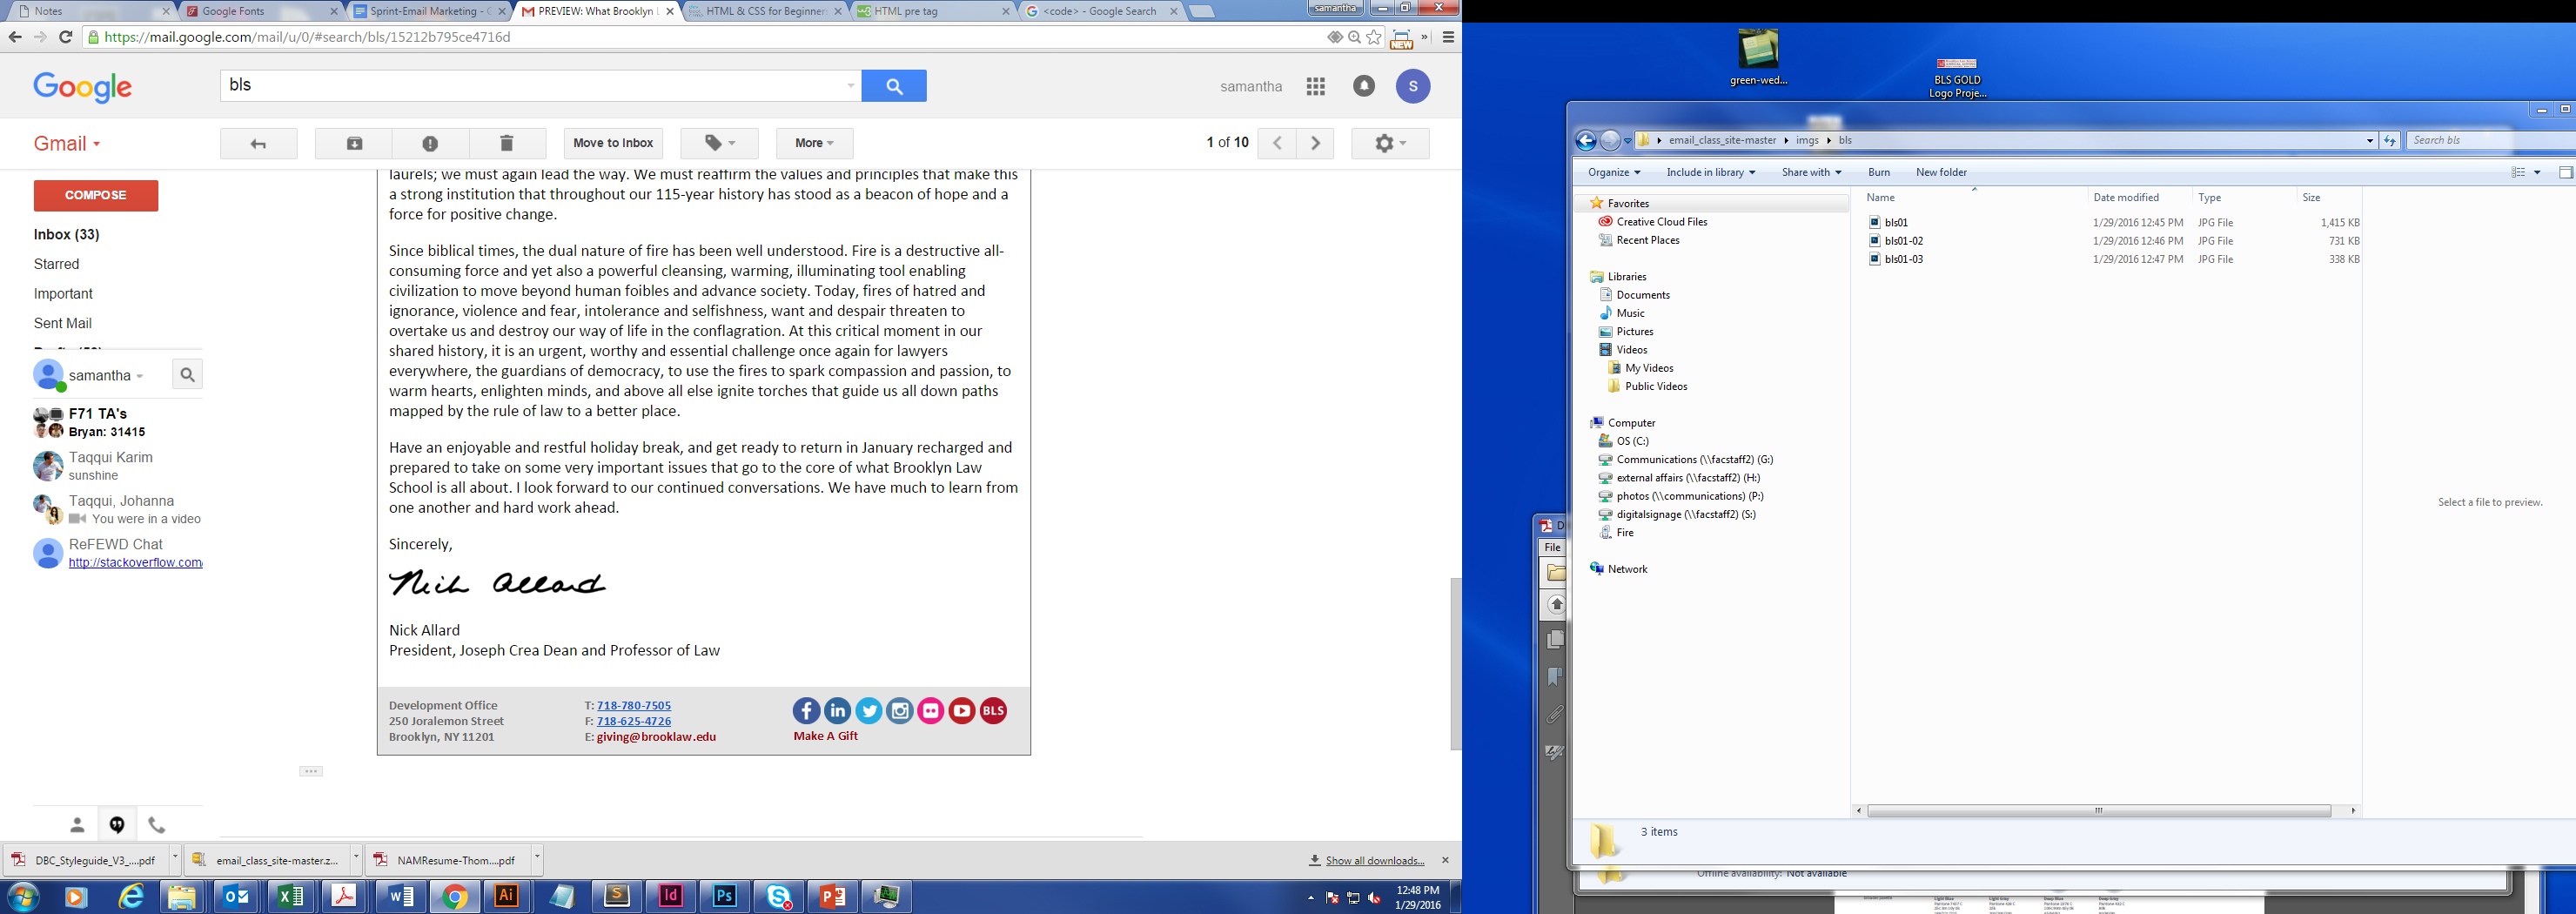 Notes
Google Fonts
Sprint-Email Marketing - G
PREVIEW: What Brooklyn L
HTML & CSS for Beginner
HTML pre tag
<code> - Google Search
samantha
https://mail.google.com/mail/u/0/#search/bls/15212b795ce4716d
NEW
Google
bls
samantha
S
Gmail
Move to Inbox
More
1 of 10
COMPOSE
Inbox (33)
Starred
Important
Sent Mail
samantha
F71 TA's
Bryan: 31415
Taqqui Karim
sunshine
Taqqui, Johanna
You were in a video
ReFEWD Chat
http://stackoverflow.com/
laurels; we must again lead the way. We must reaffirm the values and principles that make this
a strong institution that throughout our 115-year history has stood as a beacon of hope and a
force for positive change.
Since biblical times, the dual nature of fire has been well understood. Fire is a destructive all-
consuming force and yet also a powerful cleansing, warming, illuminating tool enabling
civilization to move beyond human foibles and advance society. Today, fires of hatred and
ignorance, violence and fear, intolerance and selfishness, want and despair threaten to
overtake us and destroy our way of life in the conflagration. At this critical moment in our
shared history, it is an urgent, worthy and essential challenge once again for lawyers
everywhere, the guardians of democracy, to use the fires to spark compassion and passion, to
warm hearts, enlighten minds, and above all else ignite torches that guide us all down paths
mapped by the rule of law to a better place.
Have an enjoyable and restful holiday break, and get ready to return in January recharged and
prepared to take on some very important issues that go to the core of what Brooklyn Law
School is all about. I look forward to our continued conversations. We have much to learn from
one another and hard work ahead.
Sincerely,
Nick Allard
Nick Allard
President, Joseph Crea Dean and Professor of Law
Development Office
250 Joralemon Street
Brooklyn, NY 11201
T: 718-780-7505
F: 718-625-4726
E: giving@brooklaw.edu
BLS
Make A Gift
DBC_Styleguide_V3_....pdf
email_class_site-master.z...
NAMResume-Thom....pdf
Show all downloads...
12:48 PM
1/29/2016
green-wed...
BLS GOLD
Logo Proje...
email_class_site-master
imgs
bls
Search bls
Organize
Include in library
Share with
Burn
New folder
Favorites
Creative Cloud Files
Recent Places
Libraries
Documents
Music
Pictures
Videos
My Videos
Public Videos
Computer
OS (C:)
Communications (\\facstaff2) (G:)
external affairs (\\facstaff2) (H:)
photos (\\communications) (P:)
digitalsignage (\\facstaff2) (S:)
Fire
Network
Name Date modified Type Size
bls01 1/29/2016 12:45 PM JPG File 1,415 KB
bls01-02 1/29/2016 12:46 PM JPG File 731 KB
bls01-03 1/29/2016 12:47 PM JPG File 338 KB
Select a file to preview.
3 items
File
Offline availability: Not available